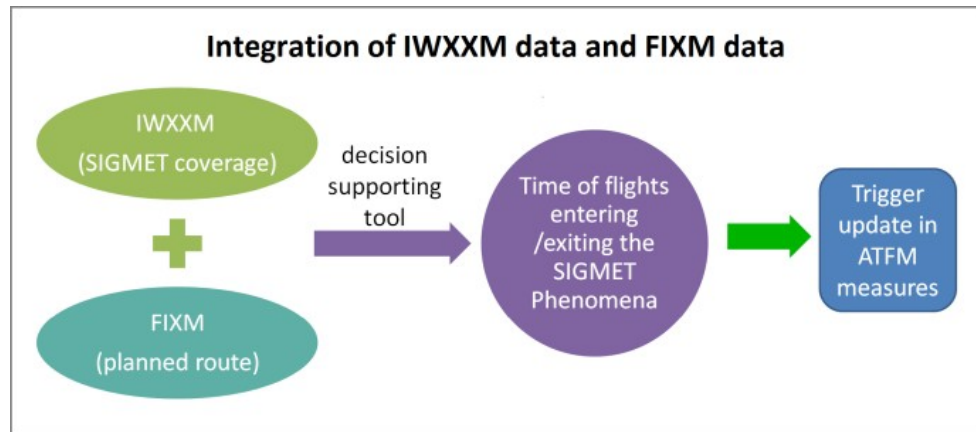 Integration of IWXXM data and FIXM data
IWXXM
(SIGMET coverage)
FIXM
(planned route)
decision
supporting
tool
Time of flights
entering
/exiting the
SIGMET
Phenomena
Trigger
update in
ATFM
measures